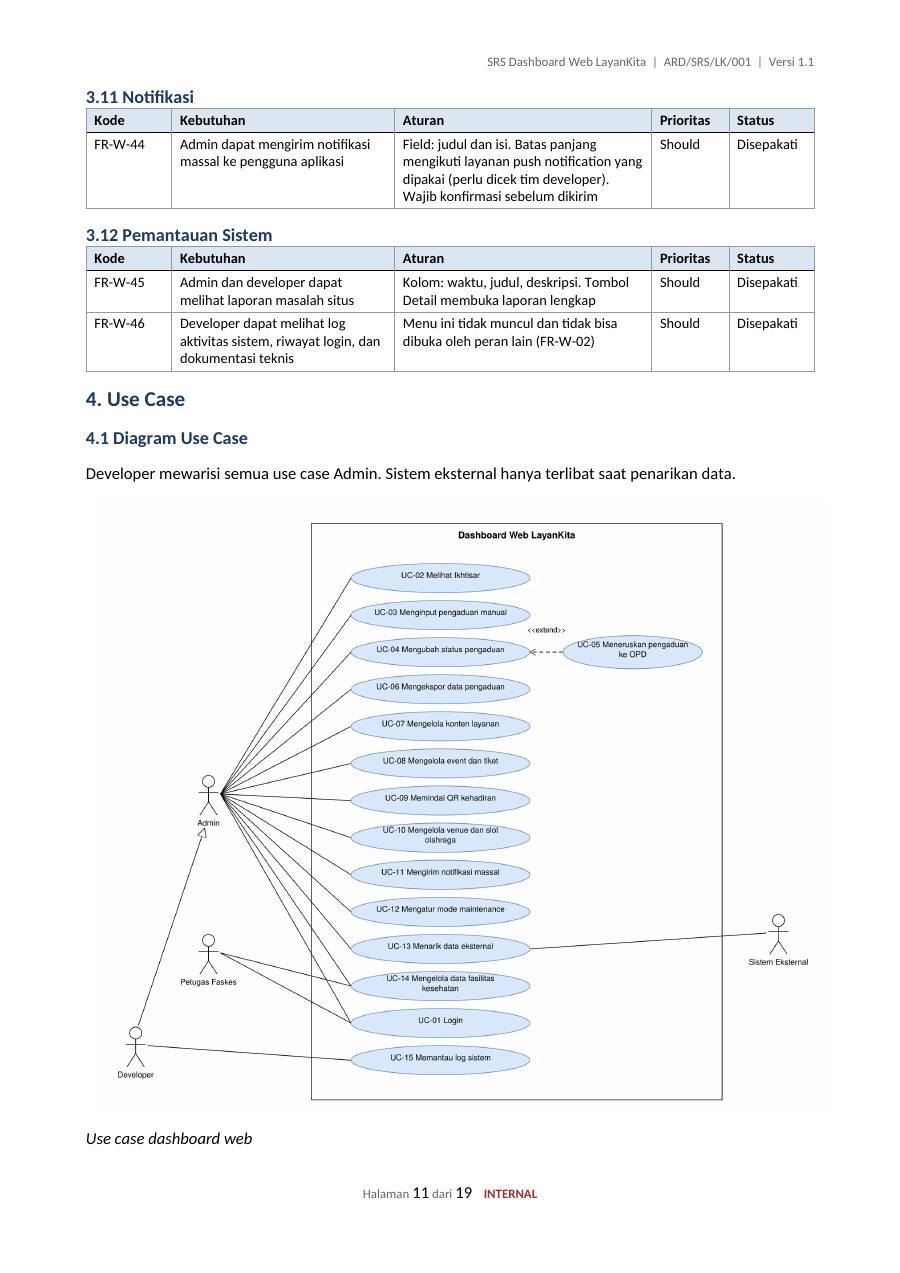 SRS Dashboard Web LayanKita | ARD/SRS/LK/001 | Versi 1.1
3.11 Notifikasi
Kode Kebutuhan Aturan Prioritas Status
FR-W-44 Admin dapat mengirim notifikasi Field: judul dan isi. Batas panjang Should Disepakati
massal ke pengguna aplikasi mengikuti layanan push notification yang
dipakai (perlu dicek tim developer).
Wajib konfirmasi sebelum dikirim
3.12 Pemantauan Sistem
Kode Kebutuhan Aturan Prioritas Status
FR-W-45 Admin dan developer dapat Kolom: waktu, judul, deskripsi. Tombol Should Disepakati
melihat laporan masalah situs Detail membuka laporan lengkap
FR-W-46 Developer dapat melihat log Menu ini tidak muncul dan tidak bisa Should Disepakati
aktivitas sistem, riwayat login, dan dibuka oleh peran lain (FR-W-02)
dokumentasi teknis
4. Use Case
4.1 Diagram Use Case
Developer mewarisi semua use case Admin. Sistem eksternal hanya terlibat saat penarikan data.
Dashboard Web LayanKita
UC-02 Melihat Ikhtisar
UC-03 Menginput pengaduan manual
<<extend>>
UC-04 Mengubah status pengaduan
UC-05 Meneruskan pengaduan
ke OPD
UC-06 Mengekspor data pengaduan
UC-07 Mengelola konten layanan
UC-08 Mengelola event dan tiket
UC-09 Memindai QR kehadiran
Admin
UC-10 Mengelola venue dan slot
olahraga
UC-11 Mengirim notifikasi massal
UC-12 Mengatur mode maintenance
UC-13 Menarik data eksternal
Sistem Eksternal
Petugas Faskes
UC-14 Mengelola data fasilitas
kesehatan
UC-01 Login
UC-15 Memantau log sistem
Developer
Use case dashboard web
Halaman 11 dari 19 INTERNAL